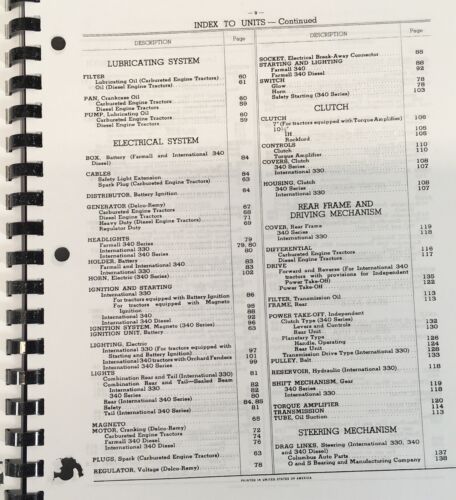 — 9 —
INDEX TO UNITS — Continued
DESCRIPTION Page
LUBRICATING SYSTEM
FILTER
Lubricating Oil (Carbureted Engine Tractors) 60
Oil (Diesel Engine Tractors) 61
PAN, Crankcase Oil
Carbureted Engine Tractors 60
Diesel Engine Tractors 59
PUMP, Lubricating Oil
Carbureted Engine Tractors 60
Diesel Engine Tractors 59
ELECTRICAL SYSTEM
BOX, Battery (Farmall and International 340
Diesel) 84
CABLES 84
Safety Light Extension 84
Spark Plug (Carbureted Engine Tractors) 63
DISTRIBUTOR, Battery Ignition 64
GENERATOR (Delco-Remy) 67
Carbureted Engine Tractors 68
Diesel Engine Tractors 71
Heavy Duty (Diesel Engine Tractors) 69
Regulator Duty
HEADLIGHTS 79
Farmall 340 Series 79, 80
International 330 80
International 340 Series
HOLDER, Battery 83
Farmall and International 340 83
International 330 102
HORN, Electric (340 Series)
IGNITION AND STARTING
International 330
For tractors equipped with Battery Ignition 86
For tractors equipped with Magneto
Ignition 88
International 340 90
International 340 Diesel 92
IGNITION SYSTEM, Magneto (340 Series) 96
IGNITION UNIT, Battery 63
LIGHTING, Electric
International 330 (For tractors equipped with
Starting and Battery Ignition) 97
International 340 tractors with Orchard Fenders 101
International 340 Series 99
LIGHTS 81
Combination Rear and Tail (International 330)
Combination Rear and Tail—Sealed Beam 82
International 330 82
340 Series 80
Rear (International 340 Series) 84, 85
Safety 81
Tail (International 340 Series)
MAGNETO 65
MOTOR, Cranking (Delco-Remy) 72
Carbureted Engine Tractors 74
Farmall 340 Diesel 76
International 340 Diesel
PLUGS, Spark (Carbureted Engine Tractors) 63
REGULATOR, Voltage (Delco-Remy) 78
DESCRIPTION Page
SOCKET, Electrical Break-Away Connector 85
STARTING AND LIGHTING 88
Farmall 340 92
Farmall 340 Diesel
SWITCH 78
Glow 78
Horn 103
Safety Starting (340 Series)
CLUTCH
CLUTCH
7" (For tractors equipped with Torque Amplifier) 106
10½" 105
IH 105
Rockford
CONTROLS 110
Clutch 110
Torque Amplifier
COVERS, Clutch 108
340 Series 107
International 330
HOUSING, Clutch 108
340 Series 107
International 330
REAR FRAME AND
DRIVING MECHANISM
COVER, Rear Frame 119
340 Series 118
International 330
DIFFERENTIAL
Carbureted Engine Tractors 116
Diesel Engine Tractors 117
DRIVE
Forward and Reverse (For International 340
tractors with provisions for Independent
Power Take-Off) 135
Power Take-Off 122
FILTER, Transmission Oil 113
FRAME, Rear 113
POWER TAKE-OFF, Independent
Clutch Type (340 Series) 132
Levers and Controls 130
Rear Unit
Planetary Type 126
Handle, Operating 124
Rear Unit 126
Transmission Drive Type (International 330) 128
PULLEY, Belt 133
RESERVOIR, Hydraulic (International 330) 118
SHIFT MECHANISM, Gear 119
340 Series 118
International 330
TORQUE AMPLIFIER 120
TRANSMISSION 114
TUBE, Oil Suction 113
STEERING MECHANISM
DRAG LINKS, Steering (International 330, 340
and 340 Diesel)
Columbus Auto Parts 137
O and S Bearing and Manufacturing Company 138
PRINTED IN UNITED STATES OF AMERICA